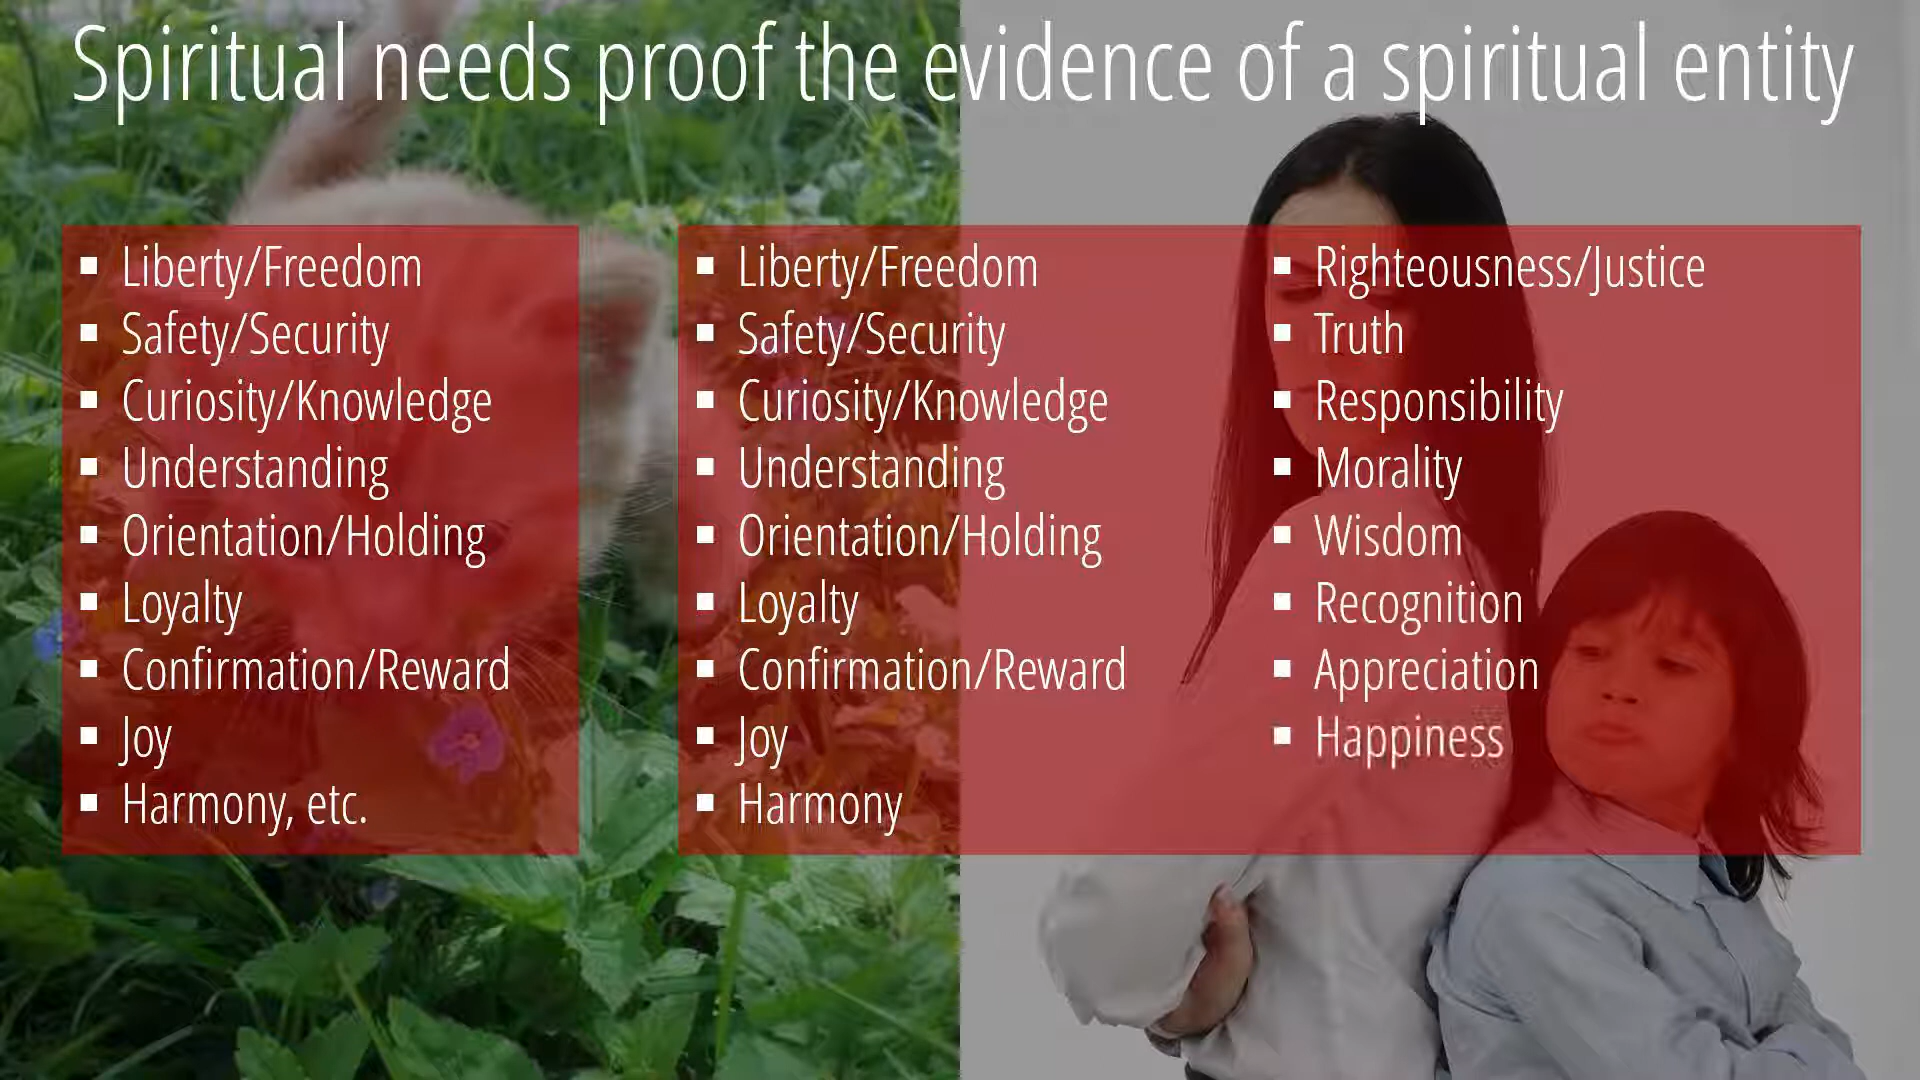 Spiritual needs proof the evidence of a spiritual entity
▪ Liberty/Freedom
▪ Safety/Security
▪ Curiosity/Knowledge
▪ Understanding
▪ Orientation/Holding
▪ Loyalty
▪ Confirmation/Reward
▪ Joy
▪ Harmony, etc.
▪ Liberty/Freedom
▪ Safety/Security
▪ Curiosity/Knowledge
▪ Understanding
▪ Orientation/Holding
▪ Loyalty
▪ Confirmation/Reward
▪ Joy
▪ Harmony
▪ Righteousness/Justice
▪ Truth
▪ Responsibility
▪ Morality
▪ Wisdom
▪ Recognition
▪ Appreciation
▪ Happiness